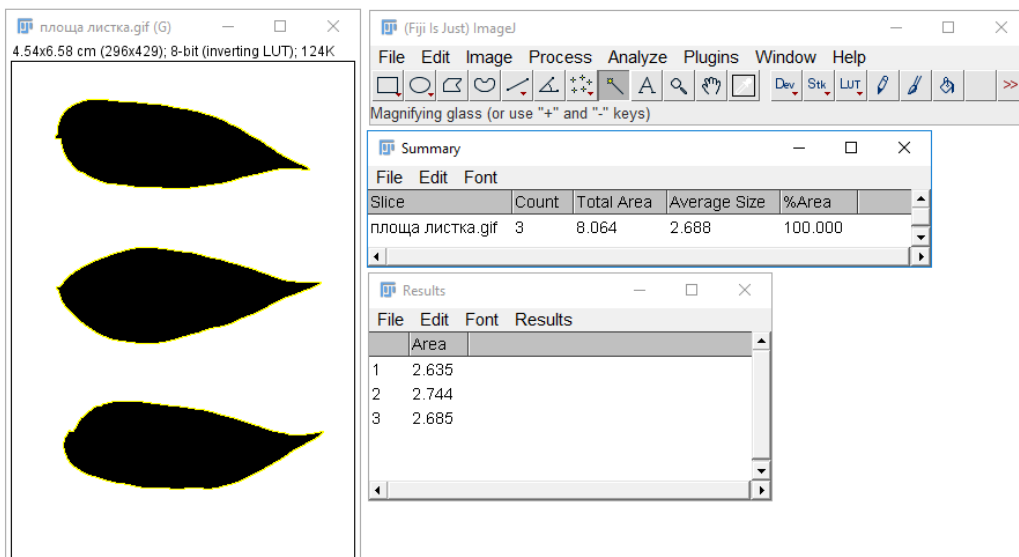 площа листка.gif (G)
4.54x6.58 cm (296x429); 8-bit (inverting LUT); 124K
(Fiji Is Just) ImageJ
File Edit Image Process Analyze Plugins Window Help
A Dev Stk LUT >>
Magnifying glass (or use "+" and "-" keys)
Summary
File Edit Font
Slice Count Total Area Average Size %Area
площа листка.gif 3 8.064 2.688 100.000
Results
File Edit Font Results
Area
1 2.635
2 2.744
3 2.685